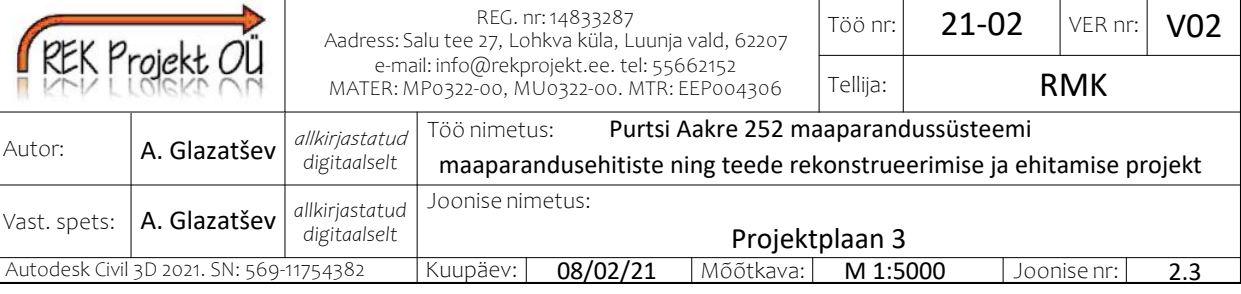 REK Projekt OÜ
REG. nr: 14833287
Aadress: Salu tee 27, Lohkva küla, Luunja vald, 62207
e-mail: info@rekprojekt.ee. tel: 55662152
MATER: MP0322-00, MU0322-00. MTR: EEP004306
Töö nr: 21-02 VER nr: V02
Tellija: RMK
Autor: A. Glazatšev allkirjastatud digitaalselt
Töö nimetus: Purtsi Aakre 252 maaparandussüsteemi
maaparandusehitiste ning teede rekonstrueerimise ja ehitamise projekt
Vast. spets: A. Glazatšev allkirjastatud digitaalselt
Joonise nimetus:
Projektplaan 3
Autodesk Civil 3D 2021. SN: 569-11754382 Kuupäev: 08/02/21 Mõõtkava: M 1:5000 Joonise nr: 2.3